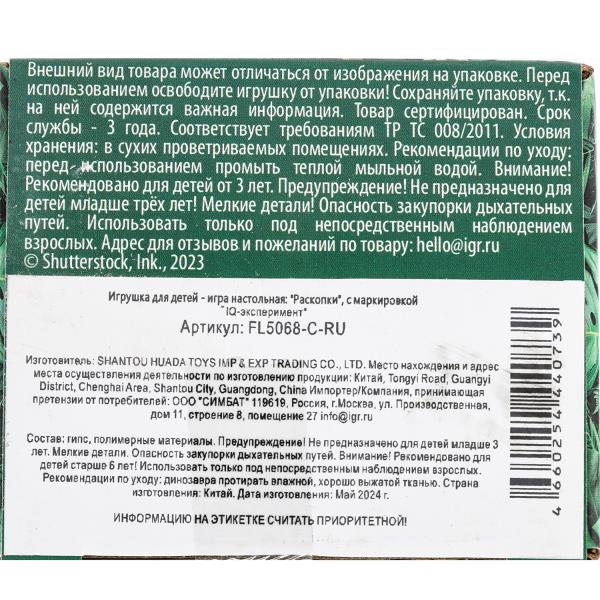 Внешний вид товара может отличаться от изображения на упаковке. Перед
использованием освободите игрушку от упаковки! Сохраняйте упаковку, т.к.
на ней содержится важная информация. Товар сертифицирован. Срок
службы - 3 года. Соответствует требованиям ТР ТС 008/2011. Условия
хранения: в сухих проветриваемых помещениях. Рекомендации по уходу:
перед использованием промыть теплой мыльной водой. Внимание!
Рекомендовано для детей от 3 лет. Предупреждение! Не предназначено для
детей младше трёх лет! Мелкие детали! Опасность закупорки дыхательных
путей. Использовать только под непосредственным наблюдением
взрослых. Адрес для отзывов и пожеланий по товару: hello@igr.ru
© Shutterstock, Ink., 2023
Игрушка для детей - игра настольная: "Раскопки", с маркировкой
"IQ-эксперимент"
Артикул: FL5068-C-RU
Изготовитель: SHANTOU HUADA TOYS IMP & EXP TRADING CO., LTD. Место нахождения и адрес
места осуществления деятельности по изготовлению продукции: Китай, Tongyi Road, Guangyi
District, Chenghai Area, Shantou City, Guangdong, China Импортер/Компания, принимающая
претензии от потребителей: ООО "СИМБАТ" 119619, Россия, г.Москва, ул. Производственная,
дом 11, строение 8, помещение 27 info@igr.ru
Состав: гипс, полимерные материалы. Предупреждение! Не предназначено для детей младше 3
лет. Мелкие детали. Опасность закупорки дыхательных путей. Внимание! Рекомендовано для
детей старше 6 лет! Использовать только под непосредственным наблюдением взрослых.
Рекомендации по уходу: динозавра протирать влажной, хорошо выжатой тканью. Страна
изготовления: Китай. Дата изготовления: Май 2024 г.
ИНФОРМАЦИЮ НА ЭТИКЕТКЕ СЧИТАТЬ ПРИОРИТЕТНОЙ!
4 660254 440739